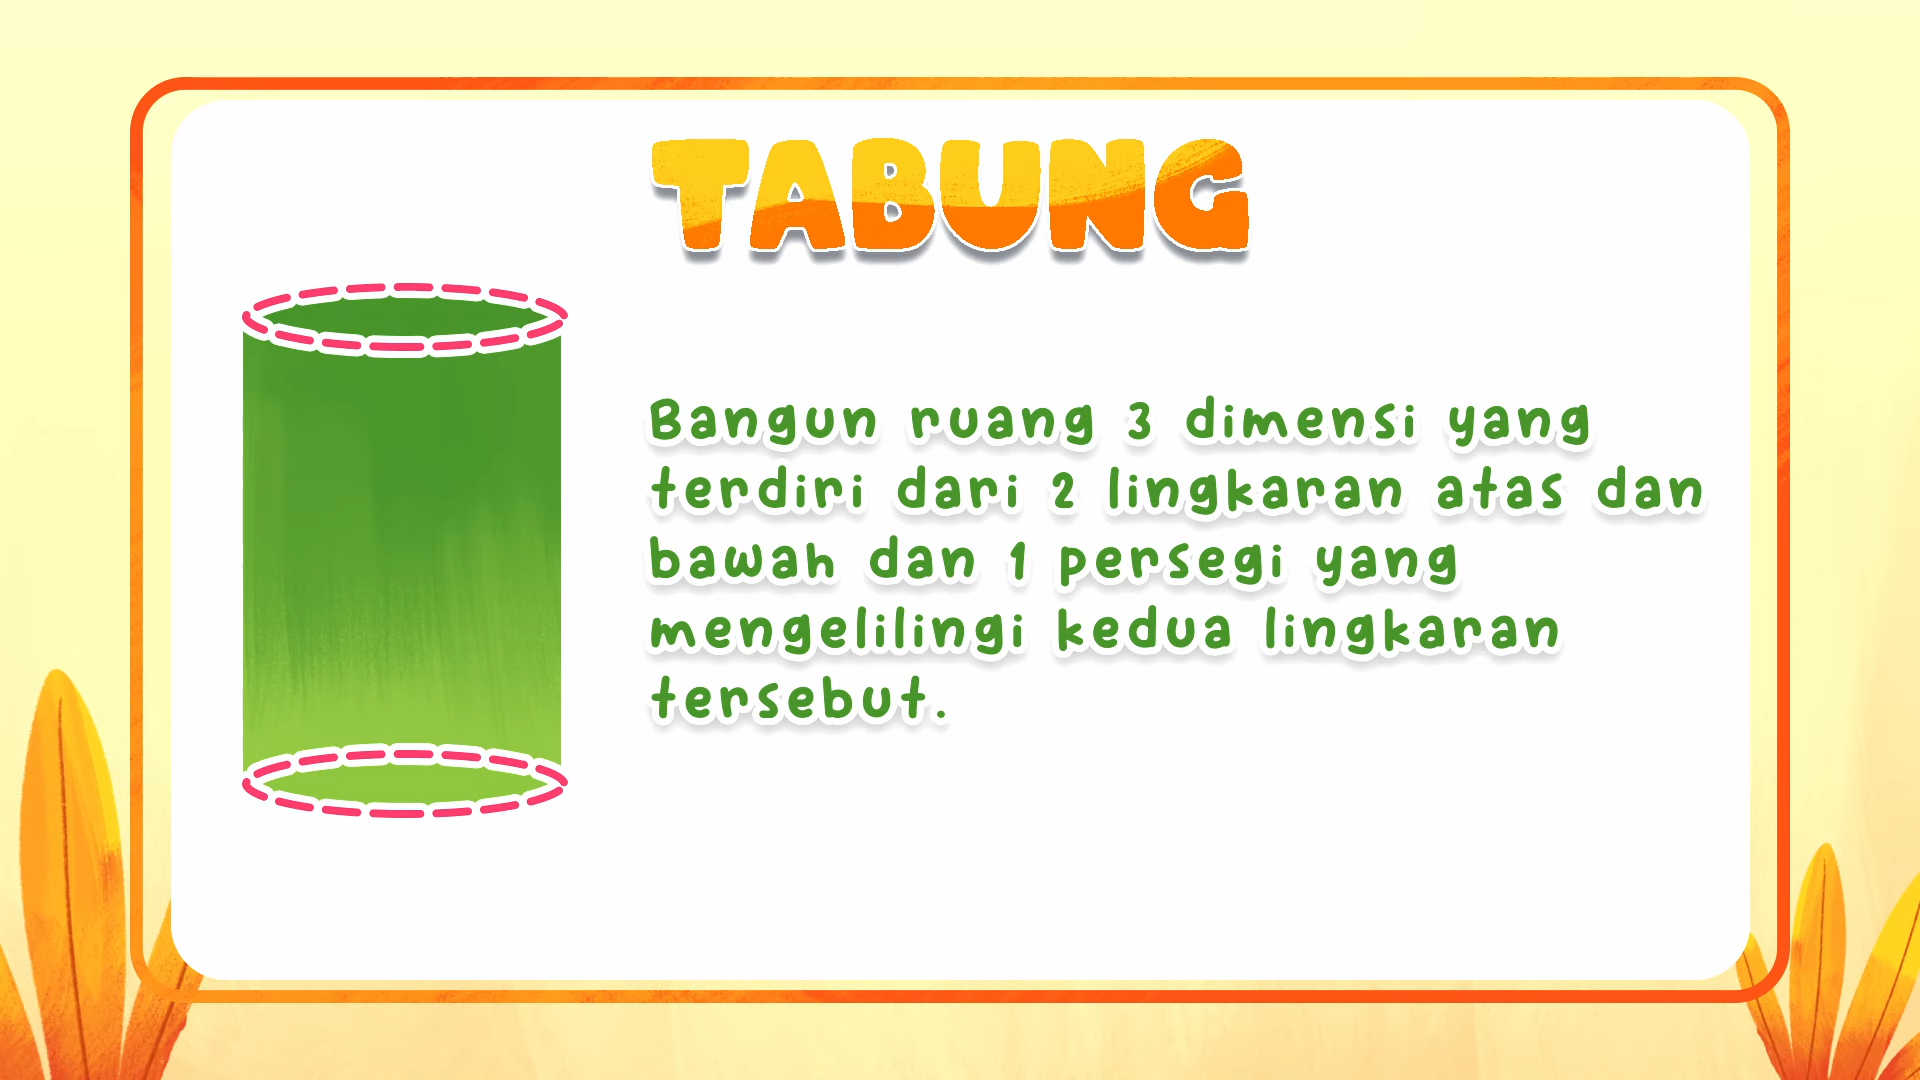 TABUNG
Bangun ruang 3 dimensi yang
terdiri dari 2 lingkaran atas dan
bawah dan 1 persegi yang
mengelilingi kedua lingkaran
tersebut.